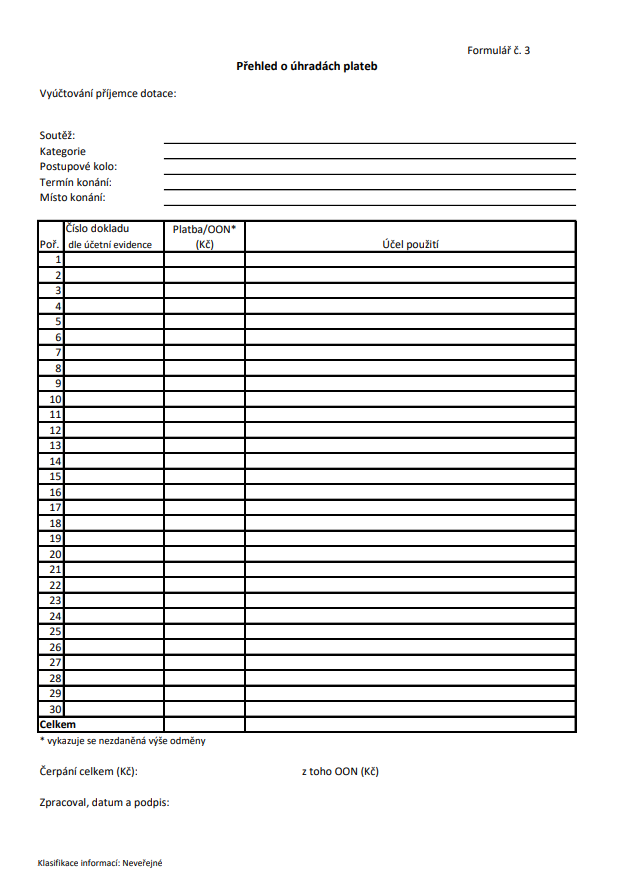 Formulář č. 3
Přehled o úhradách plateb
Vyúčtování příjemce dotace:
Soutěž:
Kategorie
Postupové kolo:
Termín konání:
Místo konání:
Poř. Číslo dokladu dle účetní evidence Platba/OON* (Kč) Účel použití
1
2
3
4
5
6
7
8
9
10
11
12
13
14
15
16
17
18
19
20
21
22
23
24
25
26
27
28
29
30
Celkem
* vykazuje se nezdaněná výše odměny
Čerpání celkem (Kč): z toho OON (Kč)
Zpracoval, datum a podpis:
Klasifikace informací: Neveřejné